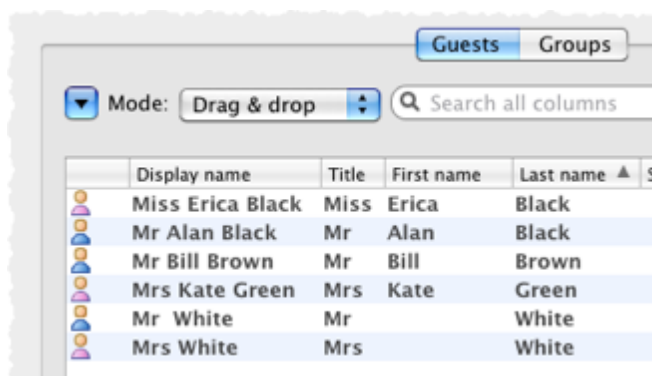 Guests Groups
Mode: Drag & drop Search all columns
Display name Title First name Last name
Miss Erica Black Miss Erica Black
Mr Alan Black Mr Alan Black
Mr Bill Brown Mr Bill Brown
Mrs Kate Green Mrs Kate Green
Mr White Mr White
Mrs White Mrs White